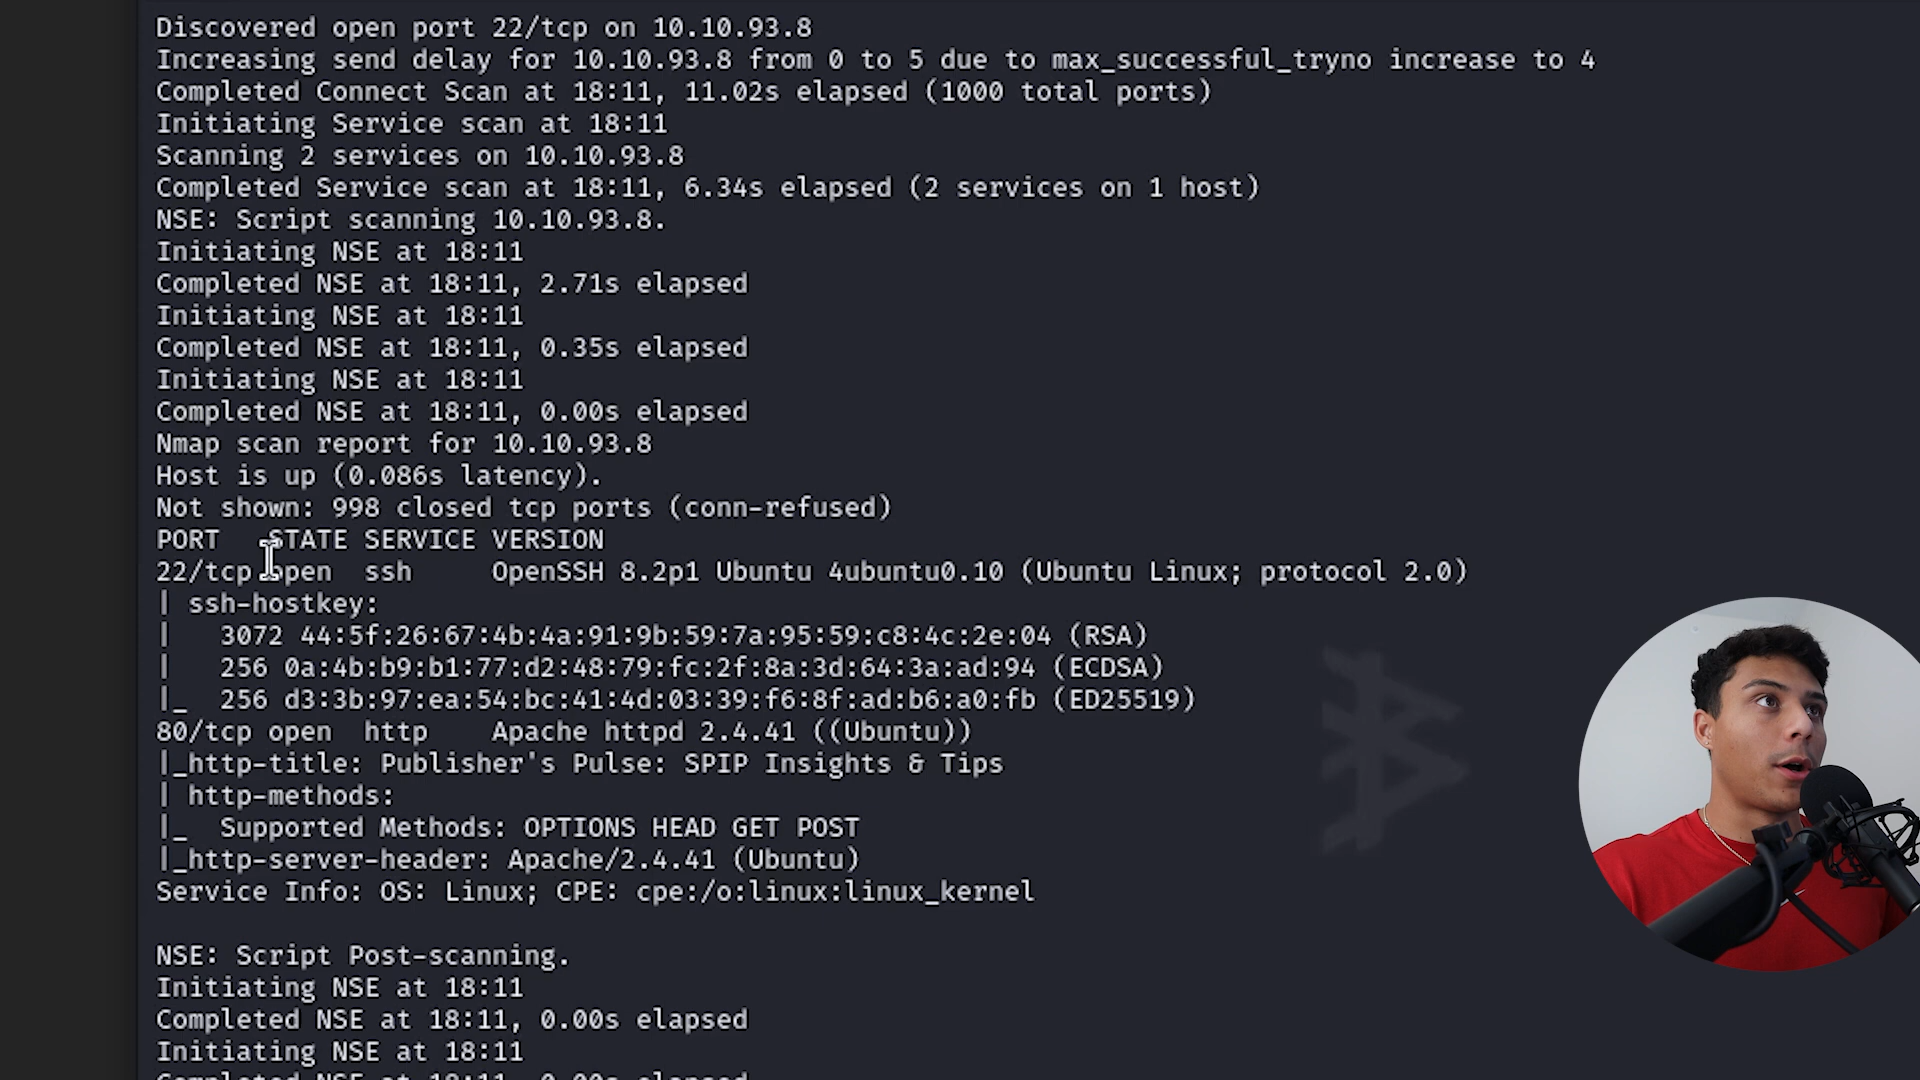 Discovered open port 22/tcp on 10.10.93.8
Increasing send delay for 10.10.93.8 from 0 to 5 due to max_successful_tryno increase to 4
Completed Connect Scan at 18:11, 11.02s elapsed (1000 total ports)
Initiating Service scan at 18:11
Scanning 2 services on 10.10.93.8
Completed Service scan at 18:11, 6.34s elapsed (2 services on 1 host)
NSE: Script scanning 10.10.93.8.
Initiating NSE at 18:11
Completed NSE at 18:11, 2.71s elapsed
Initiating NSE at 18:11
Completed NSE at 18:11, 0.35s elapsed
Initiating NSE at 18:11
Completed NSE at 18:11, 0.00s elapsed
Nmap scan report for 10.10.93.8
Host is up (0.086s latency).
Not shown: 998 closed tcp ports (conn-refused)
PORT   STATE SERVICE VERSION
22/tcp open  ssh     OpenSSH 8.2p1 Ubuntu 4ubuntu0.10 (Ubuntu Linux; protocol 2.0)
| ssh-hostkey:
|   3072 44:5f:26:67:4b:4a:91:9b:59:7a:95:59:c8:4c:2e:04 (RSA)
|   256 0a:4b:b9:b1:77:d2:48:79:fc:2f:8a:3d:64:3a:ad:94 (ECDSA)
|_  256 d3:3b:97:ea:54:bc:41:4d:03:39:f6:8f:ad:b6:a0:fb (ED25519)
80/tcp open  http    Apache httpd 2.4.41 ((Ubuntu))
|_http-title: Publisher's Pulse: SPIP Insights & Tips
| http-methods:
|_  Supported Methods: OPTIONS HEAD GET POST
|_http-server-header: Apache/2.4.41 (Ubuntu)
Service Info: OS: Linux; CPE: cpe:/o:linux:linux_kernel
NSE: Script Post-scanning.
Initiating NSE at 18:11
Completed NSE at 18:11, 0.00s elapsed
Initiating NSE at 18:11
Completed NSE at 18:11, 0.00s elapsed